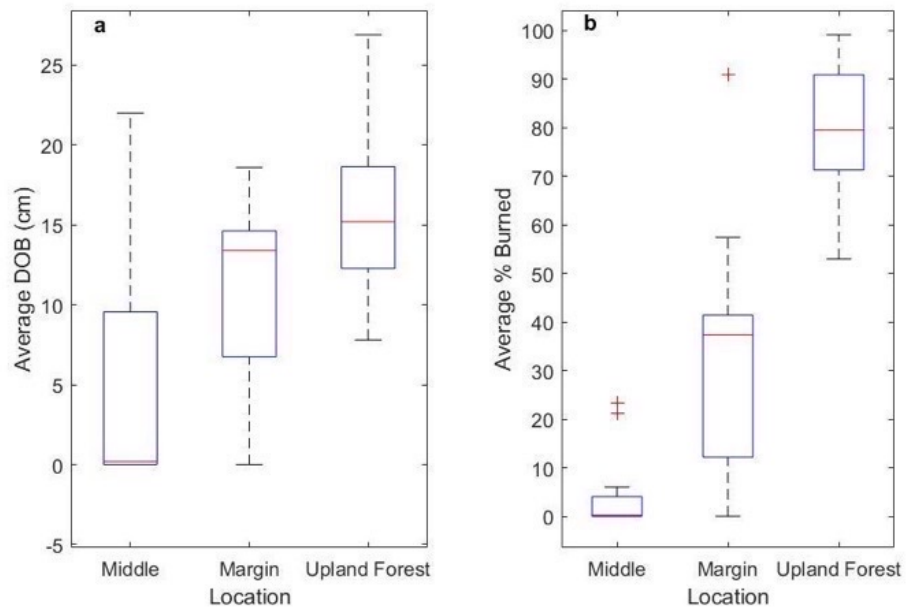 a
25
20
15
10
5
0
-5
Average DOB (cm)
Middle Margin Upland Forest
Location
b
100
90
80
70
60
50
40
30
20
10
0
Average % Burned
Middle Margin Upland Forest
Location